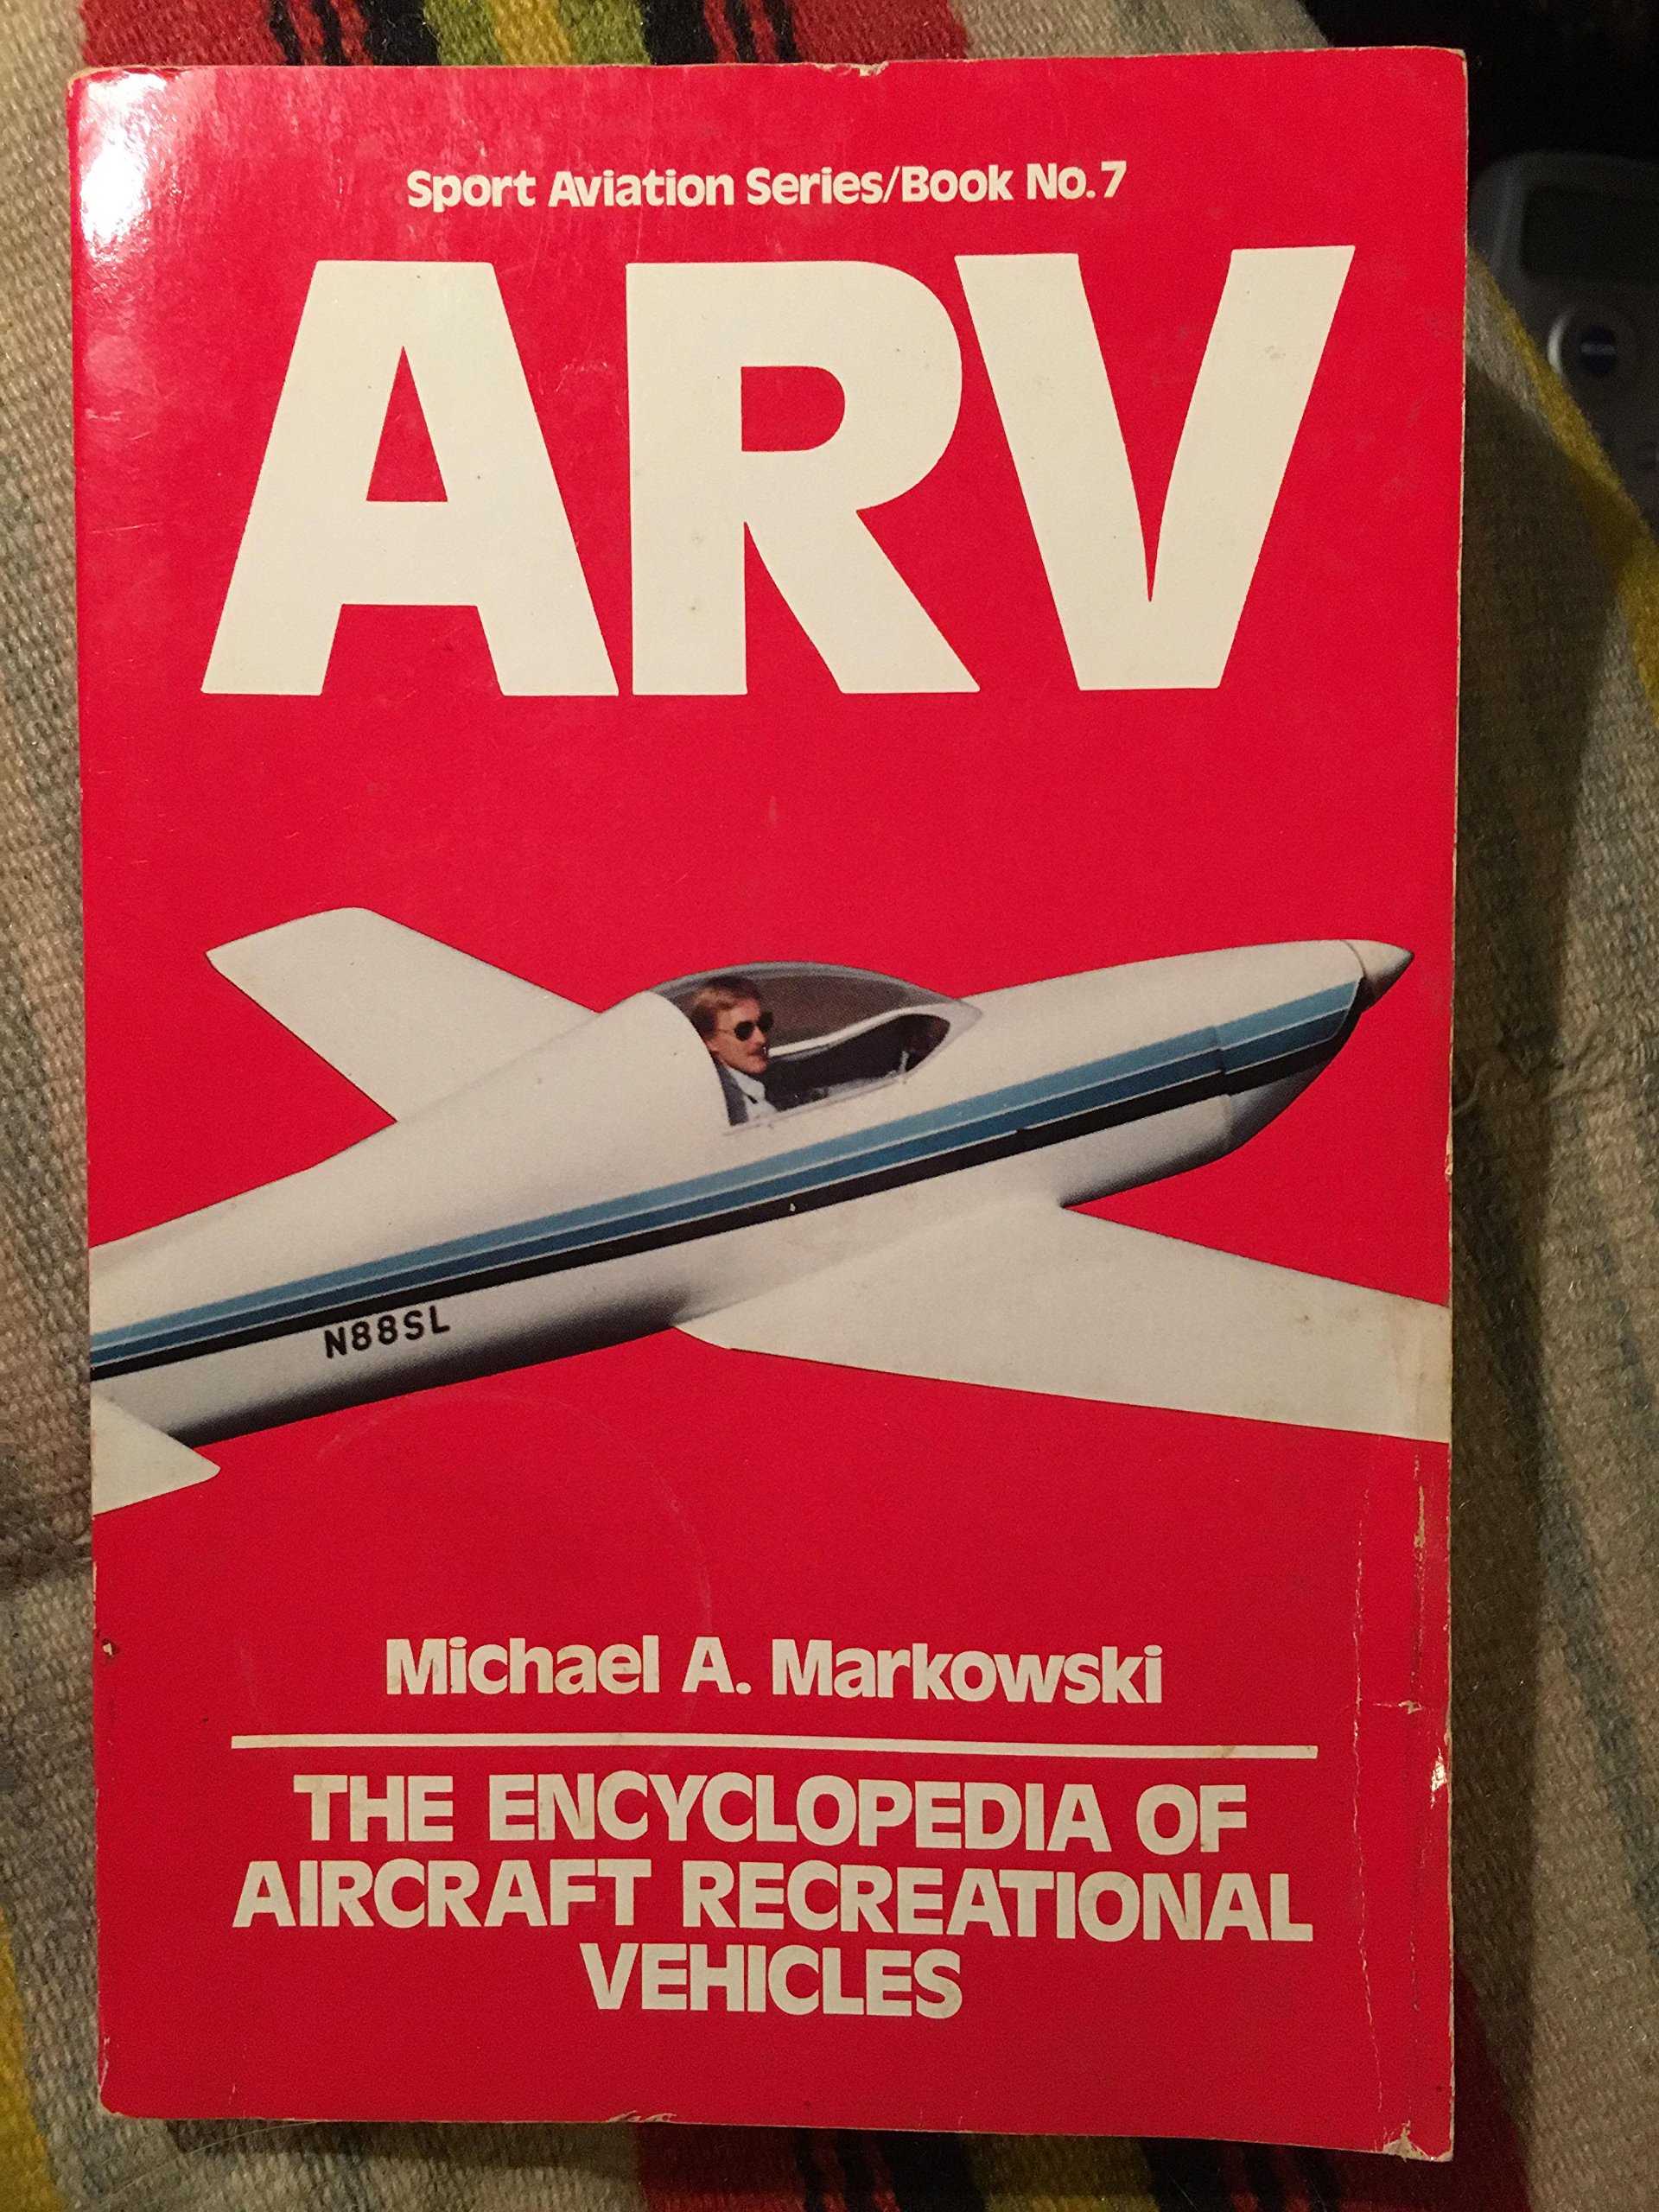 Sport Aviation Series/Book No. 7
ARV
N88SL
Michael A. Markowski
THE ENCYCLOPEDIA OF
AIRCRAFT RECREATIONAL
VEHICLES